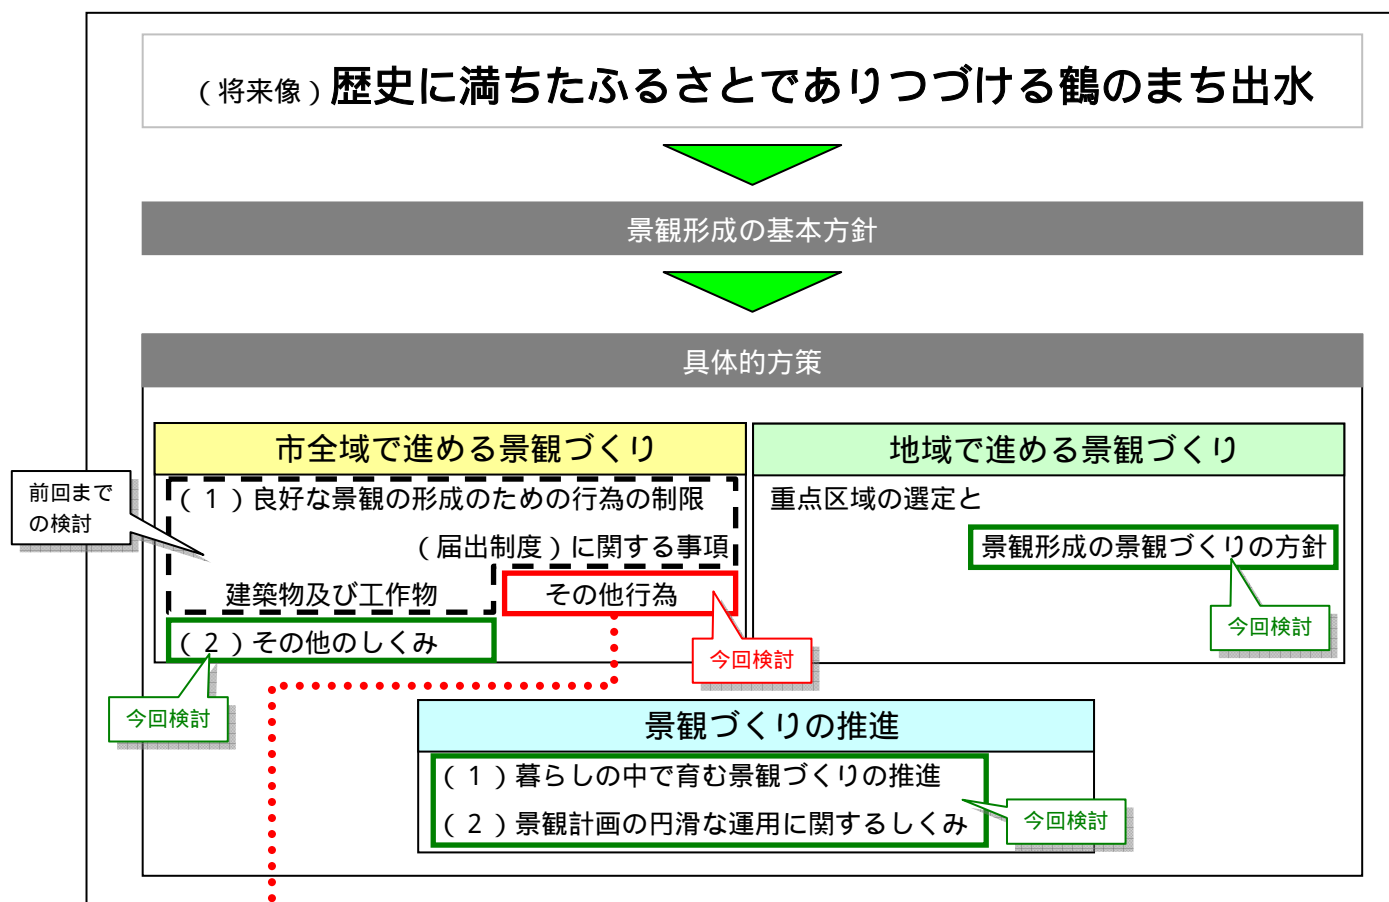 （将来像）歴史に満ちたふるさとでありつづける鶴のまち出水
景観形成の基本方針
具体的方策
市全域で進める景観づくり
（１）良好な景観の形成のための行為の制限
（届出制度）に関する事項
建築物及び工作物
その他行為
（２）その他のしくみ
前回まで
の検討
今回検討
今回検討
地域で進める景観づくり
重点区域の選定と
景観形成の景観づくりの方針
今回検討
景観づくりの推進
（１）暮らしの中で育む景観づくりの推進
（２）景観計画の円滑な運用に関するしくみ
今回検討